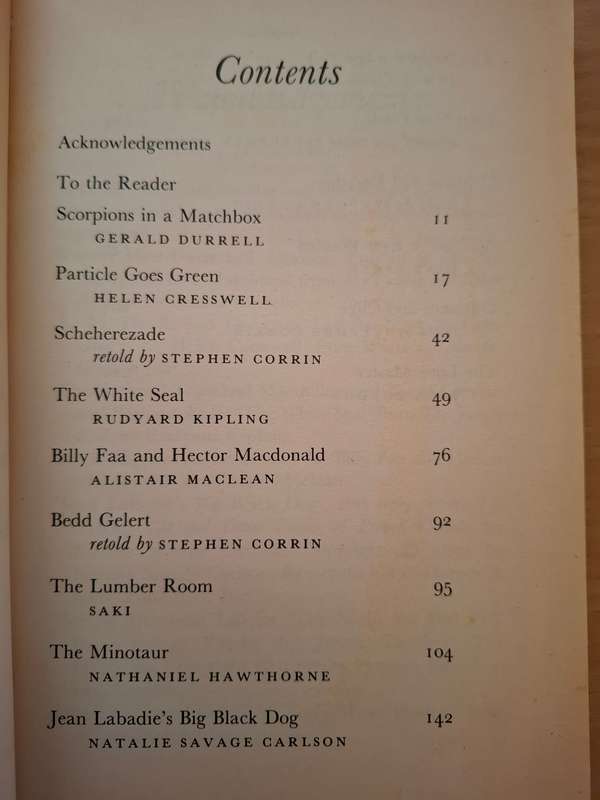 Contents
Acknowledgements
To the Reader
Scorpions in a Matchbox 11
GERALD DURRELL
Particle Goes Green 17
HELEN CRESSWELL
Scheherezade 42
retold by STEPHEN CORRIN
The White Seal 49
RUDYARD KIPLING
Billy Faa and Hector Macdonald 76
ALISTAIR MACLEAN
Bedd Gelert 92
retold by STEPHEN CORRIN
The Lumber Room 95
SAKI
The Minotaur 104
NATHANIEL HAWTHORNE
Jean Labadie's Big Black Dog 142
NATALIE SAVAGE CARLSON